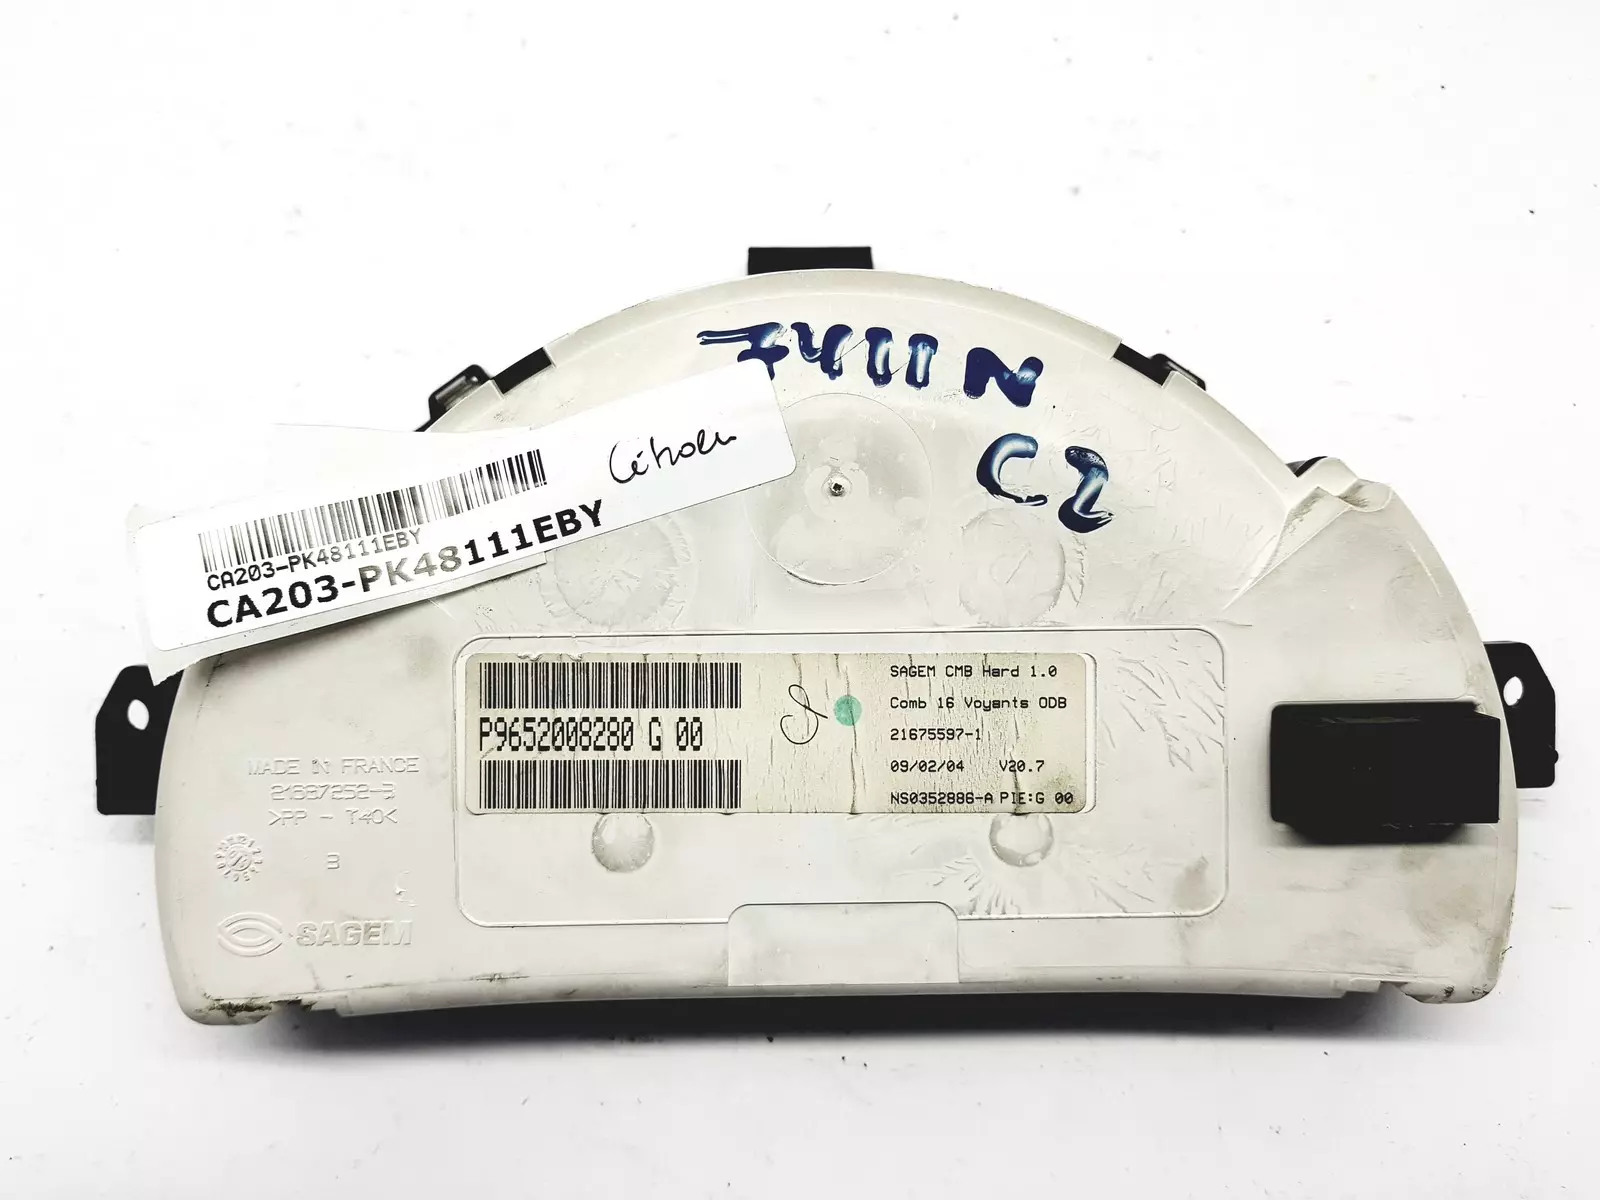 7411N
C2
Citroen
CA203-PK48111EBY
CA203-PK48111EBY
P9652008280 G 00
SAGEM CMB Hard 1.0
Comb 16 Voyants ODB
21675597-1
09/02/04 V20.7
NS0352886-A PIE:G 00
MADE IN FRANCE
>PP - T40<
B
SAGEM